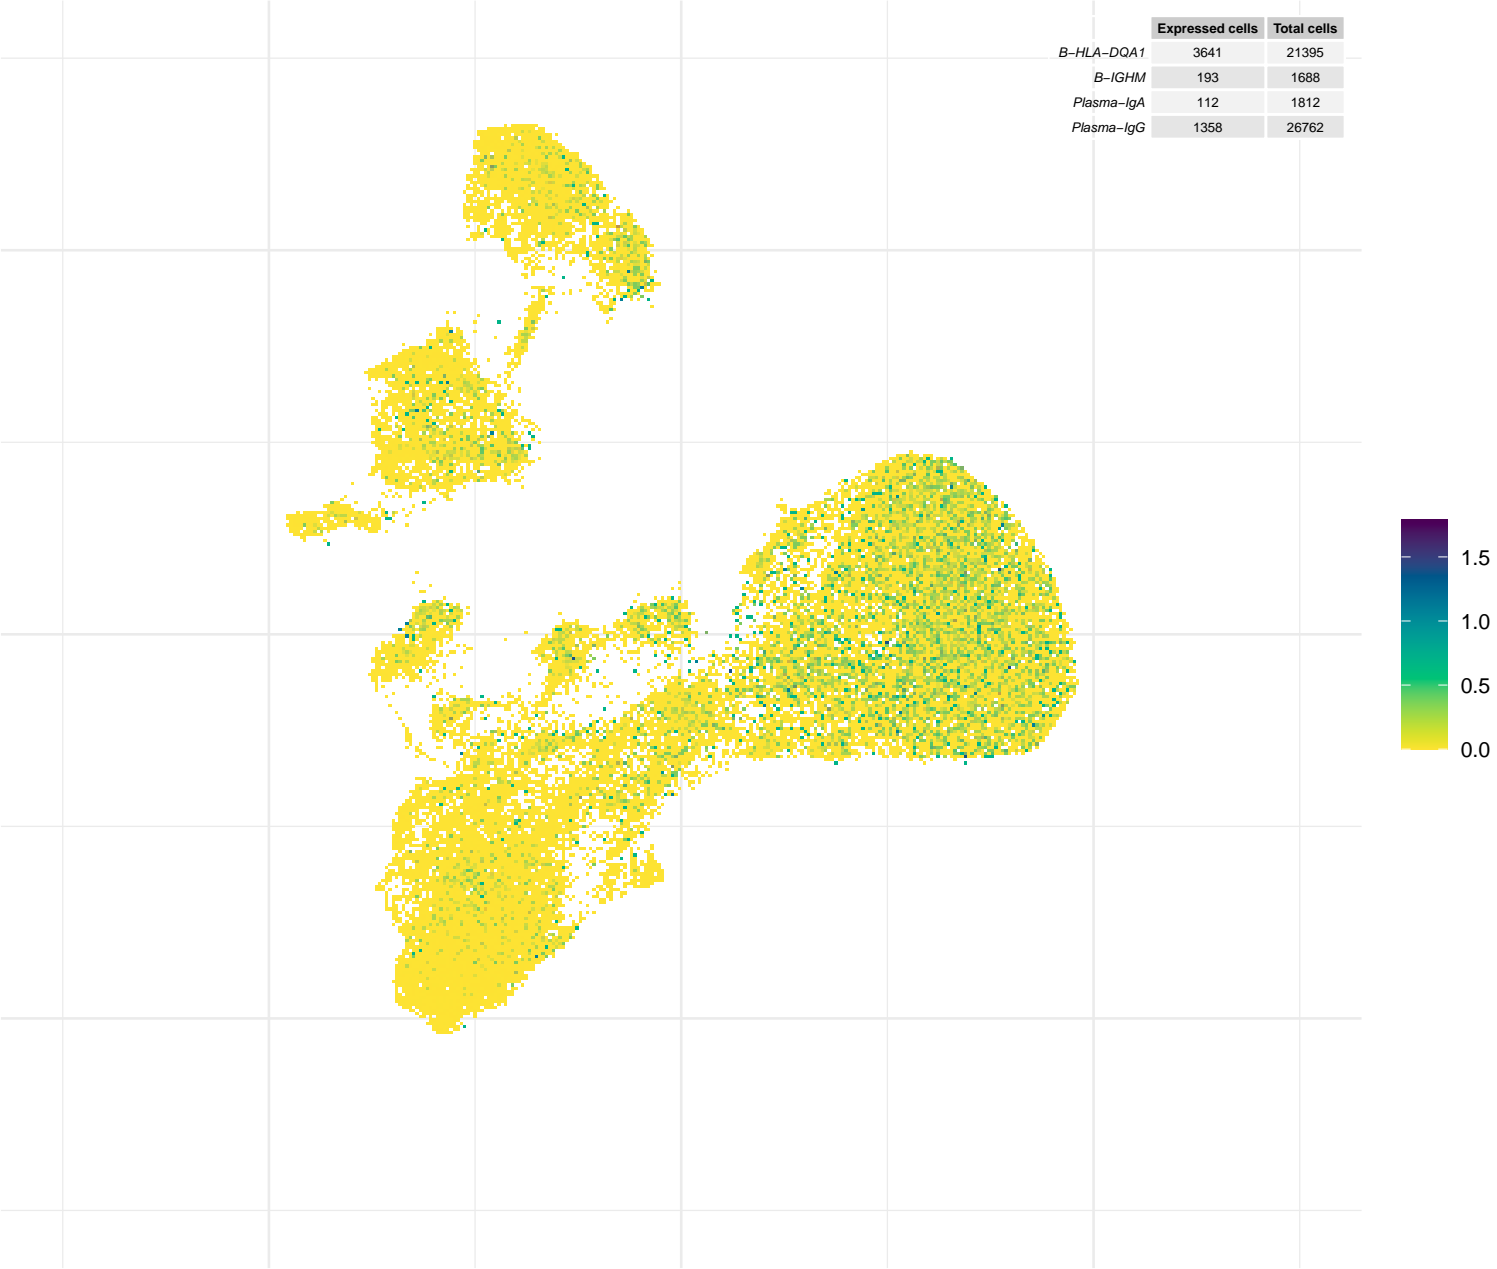 Expressed cells Total cells
B−HLA−DQA1 3641 21395
B−IGHM 193 1688
Plasma−IgA 112 1812
Plasma−IgG 1358 26762
1.5
1.0
0.5
0.0